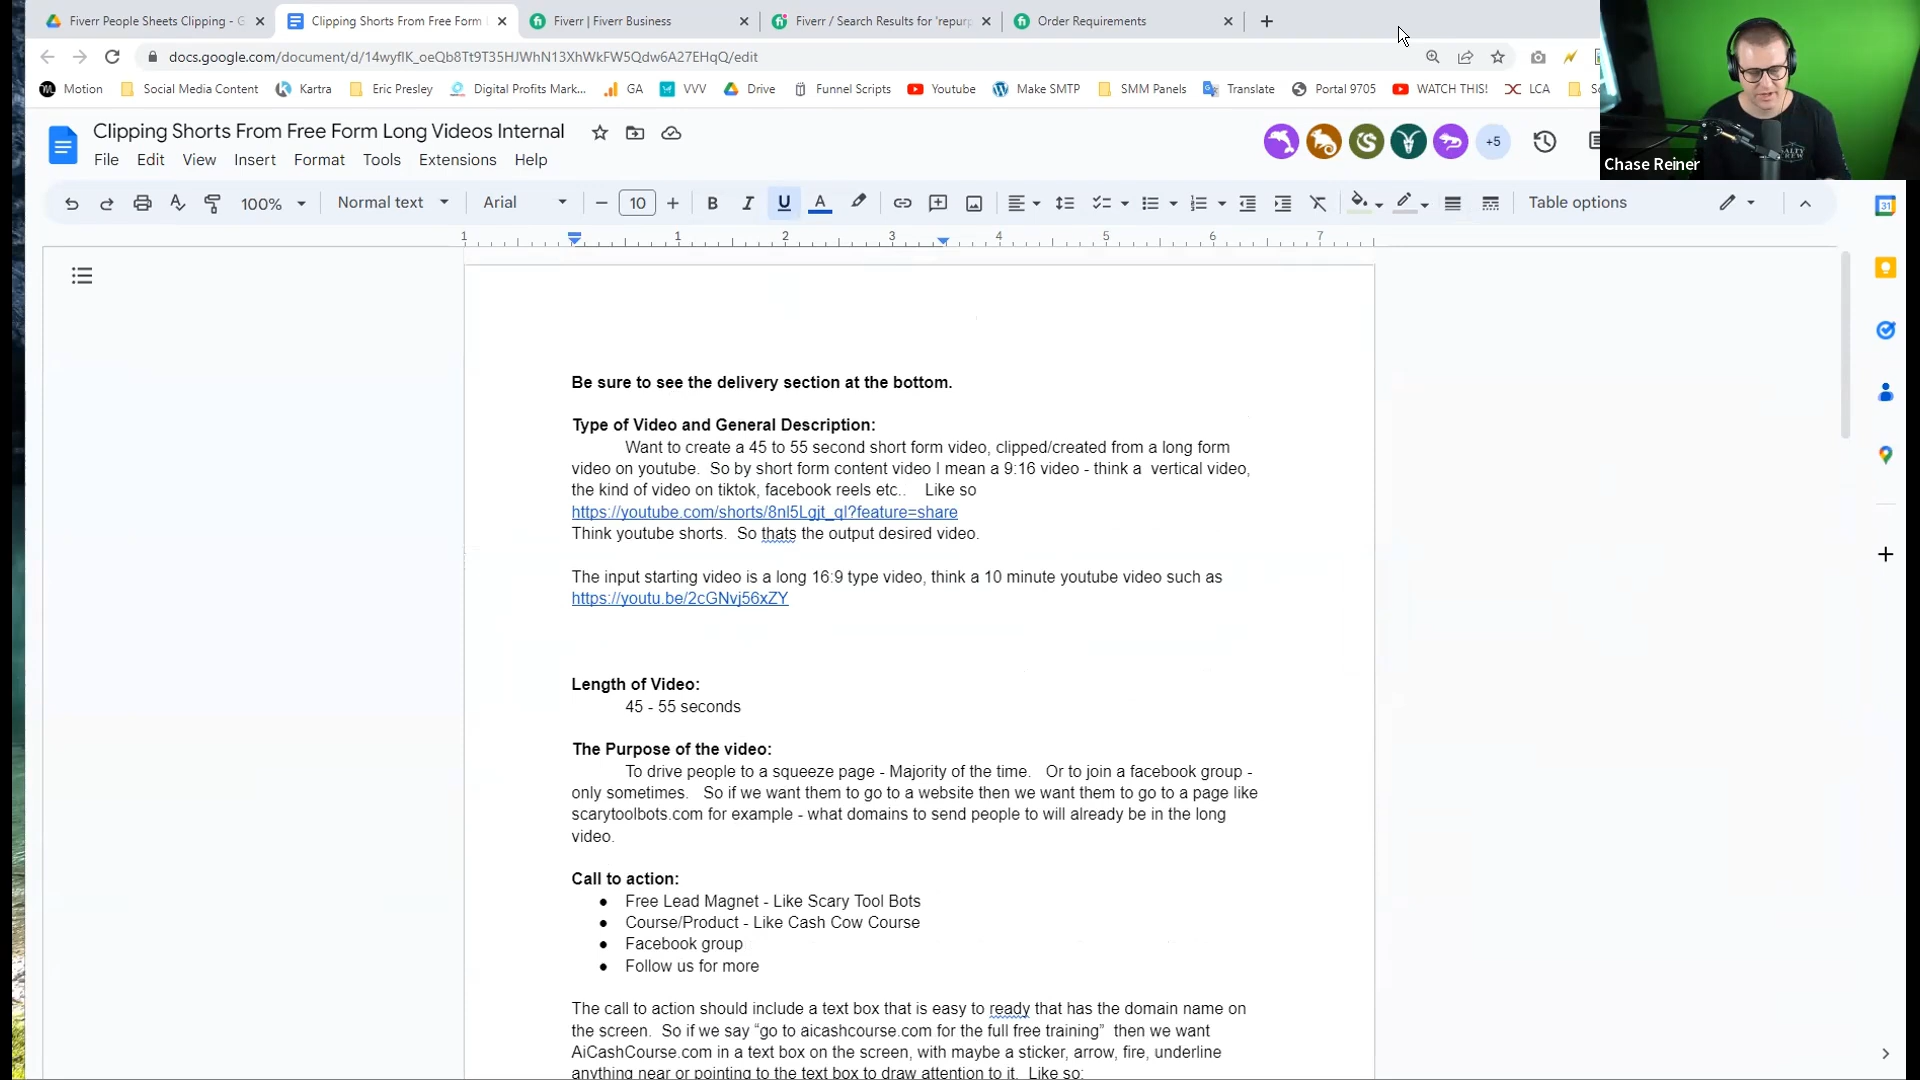 Fiverr People Sheets Clipping - G
Clipping Shorts From Free Form L
Fiverr | Fiverr Business
Fiverr / Search Results for 'repurp
Order Requirements
docs.google.com/document/d/14wyflK_oeQb8Tt9T35HJWhN13XhWkFW5Qdw6A27EHqQ/edit
Motion
Social Media Content
Kartra
Eric Presley
Digital Profits Mark...
GA
VVV
Drive
Funnel Scripts
Youtube
Make SMTP
SMM Panels
Translate
Portal 9705
WATCH THIS!
LCA
Clipping Shorts From Free Form Long Videos Internal
+5
Chase Reiner
File Edit View Insert Format Tools Extensions Help
100% Normal text Arial 10 Table options
1 1 2 3 4 5 6 7
Be sure to see the delivery section at the bottom.
Type of Video and General Description:
Want to create a 45 to 55 second short form video, clipped/created from a long form
video on youtube. So by short form content video I mean a 9:16 video - think a vertical video,
the kind of video on tiktok, facebook reels etc.. Like so
https://youtube.com/shorts/8nl5Lgjt_qI?feature=share
Think youtube shorts. So thats the output desired video.
The input starting video is a long 16:9 type video, think a 10 minute youtube video such as
https://youtu.be/2cGNvj56xZY
Length of Video:
45 - 55 seconds
The Purpose of the video:
To drive people to a squeeze page - Majority of the time. Or to join a facebook group -
only sometimes. So if we want them to go to a website then we want them to go to a page like
scarytoolbots.com for example - what domains to send people to will already be in the long
video.
Call to action:
● Free Lead Magnet - Like Scary Tool Bots
● Course/Product - Like Cash Cow Course
● Facebook group
● Follow us for more
The call to action should include a text box that is easy to ready that has the domain name on
the screen. So if we say “go to aicashcourse.com for the full free training” then we want
AiCashCourse.com in a text box on the screen, with maybe a sticker, arrow, fire, underline
anything near or pointing to the text box to draw attention to it. Like so: